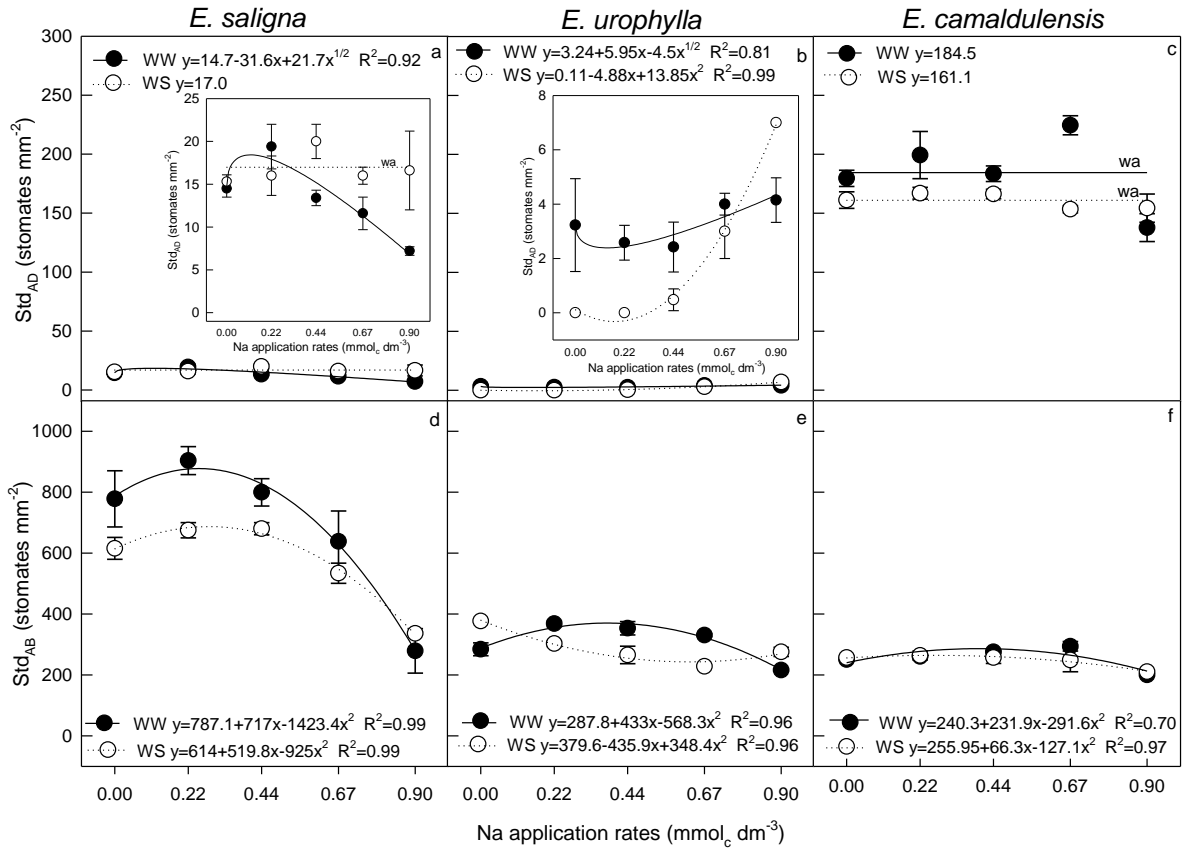 E. saligna
E. urophylla
E. camaldulensis
300
250
200
150
100
50
0
Std_AD (stomates mm^-2)
a
WW y=14.7-31.6x+21.7x^1/2 R^2=0.92
WS y=17.0
25
20
15
10
5
0
Std_AD (stomates mm^-2)
wa
0.00 0.22 0.44 0.67 0.90
Na application rates (mmol_c dm^-3)
b
WW y=3.24+5.95x-4.5x^1/2 R^2=0.81
WS y=0.11-4.88x+13.85x^2 R^2=0.99
8
6
4
2
0
Std_AD (stomates mm^-2)
0.00 0.22 0.44 0.67 0.90
Na application rates (mmol_c dm^-3)
c
WW y=184.5
WS y=161.1
wa
wa
1000
800
600
400
200
0
Std_AB (stomates mm^-2)
d
WW y=787.1+717x-1423.4x^2 R^2=0.99
WS y=614+519.8x-925x^2 R^2=0.99
e
WW y=287.8+433x-568.3x^2 R^2=0.96
WS y=379.6-435.9x+348.4x^2 R^2=0.96
f
WW y=240.3+231.9x-291.6x^2 R^2=0.70
WS y=255.95+66.3x-127.1x^2 R^2=0.97
0.00 0.22 0.44 0.67 0.90
0.00 0.22 0.44 0.67 0.90
0.00 0.22 0.44 0.67 0.90
Na application rates (mmol_c dm^-3)